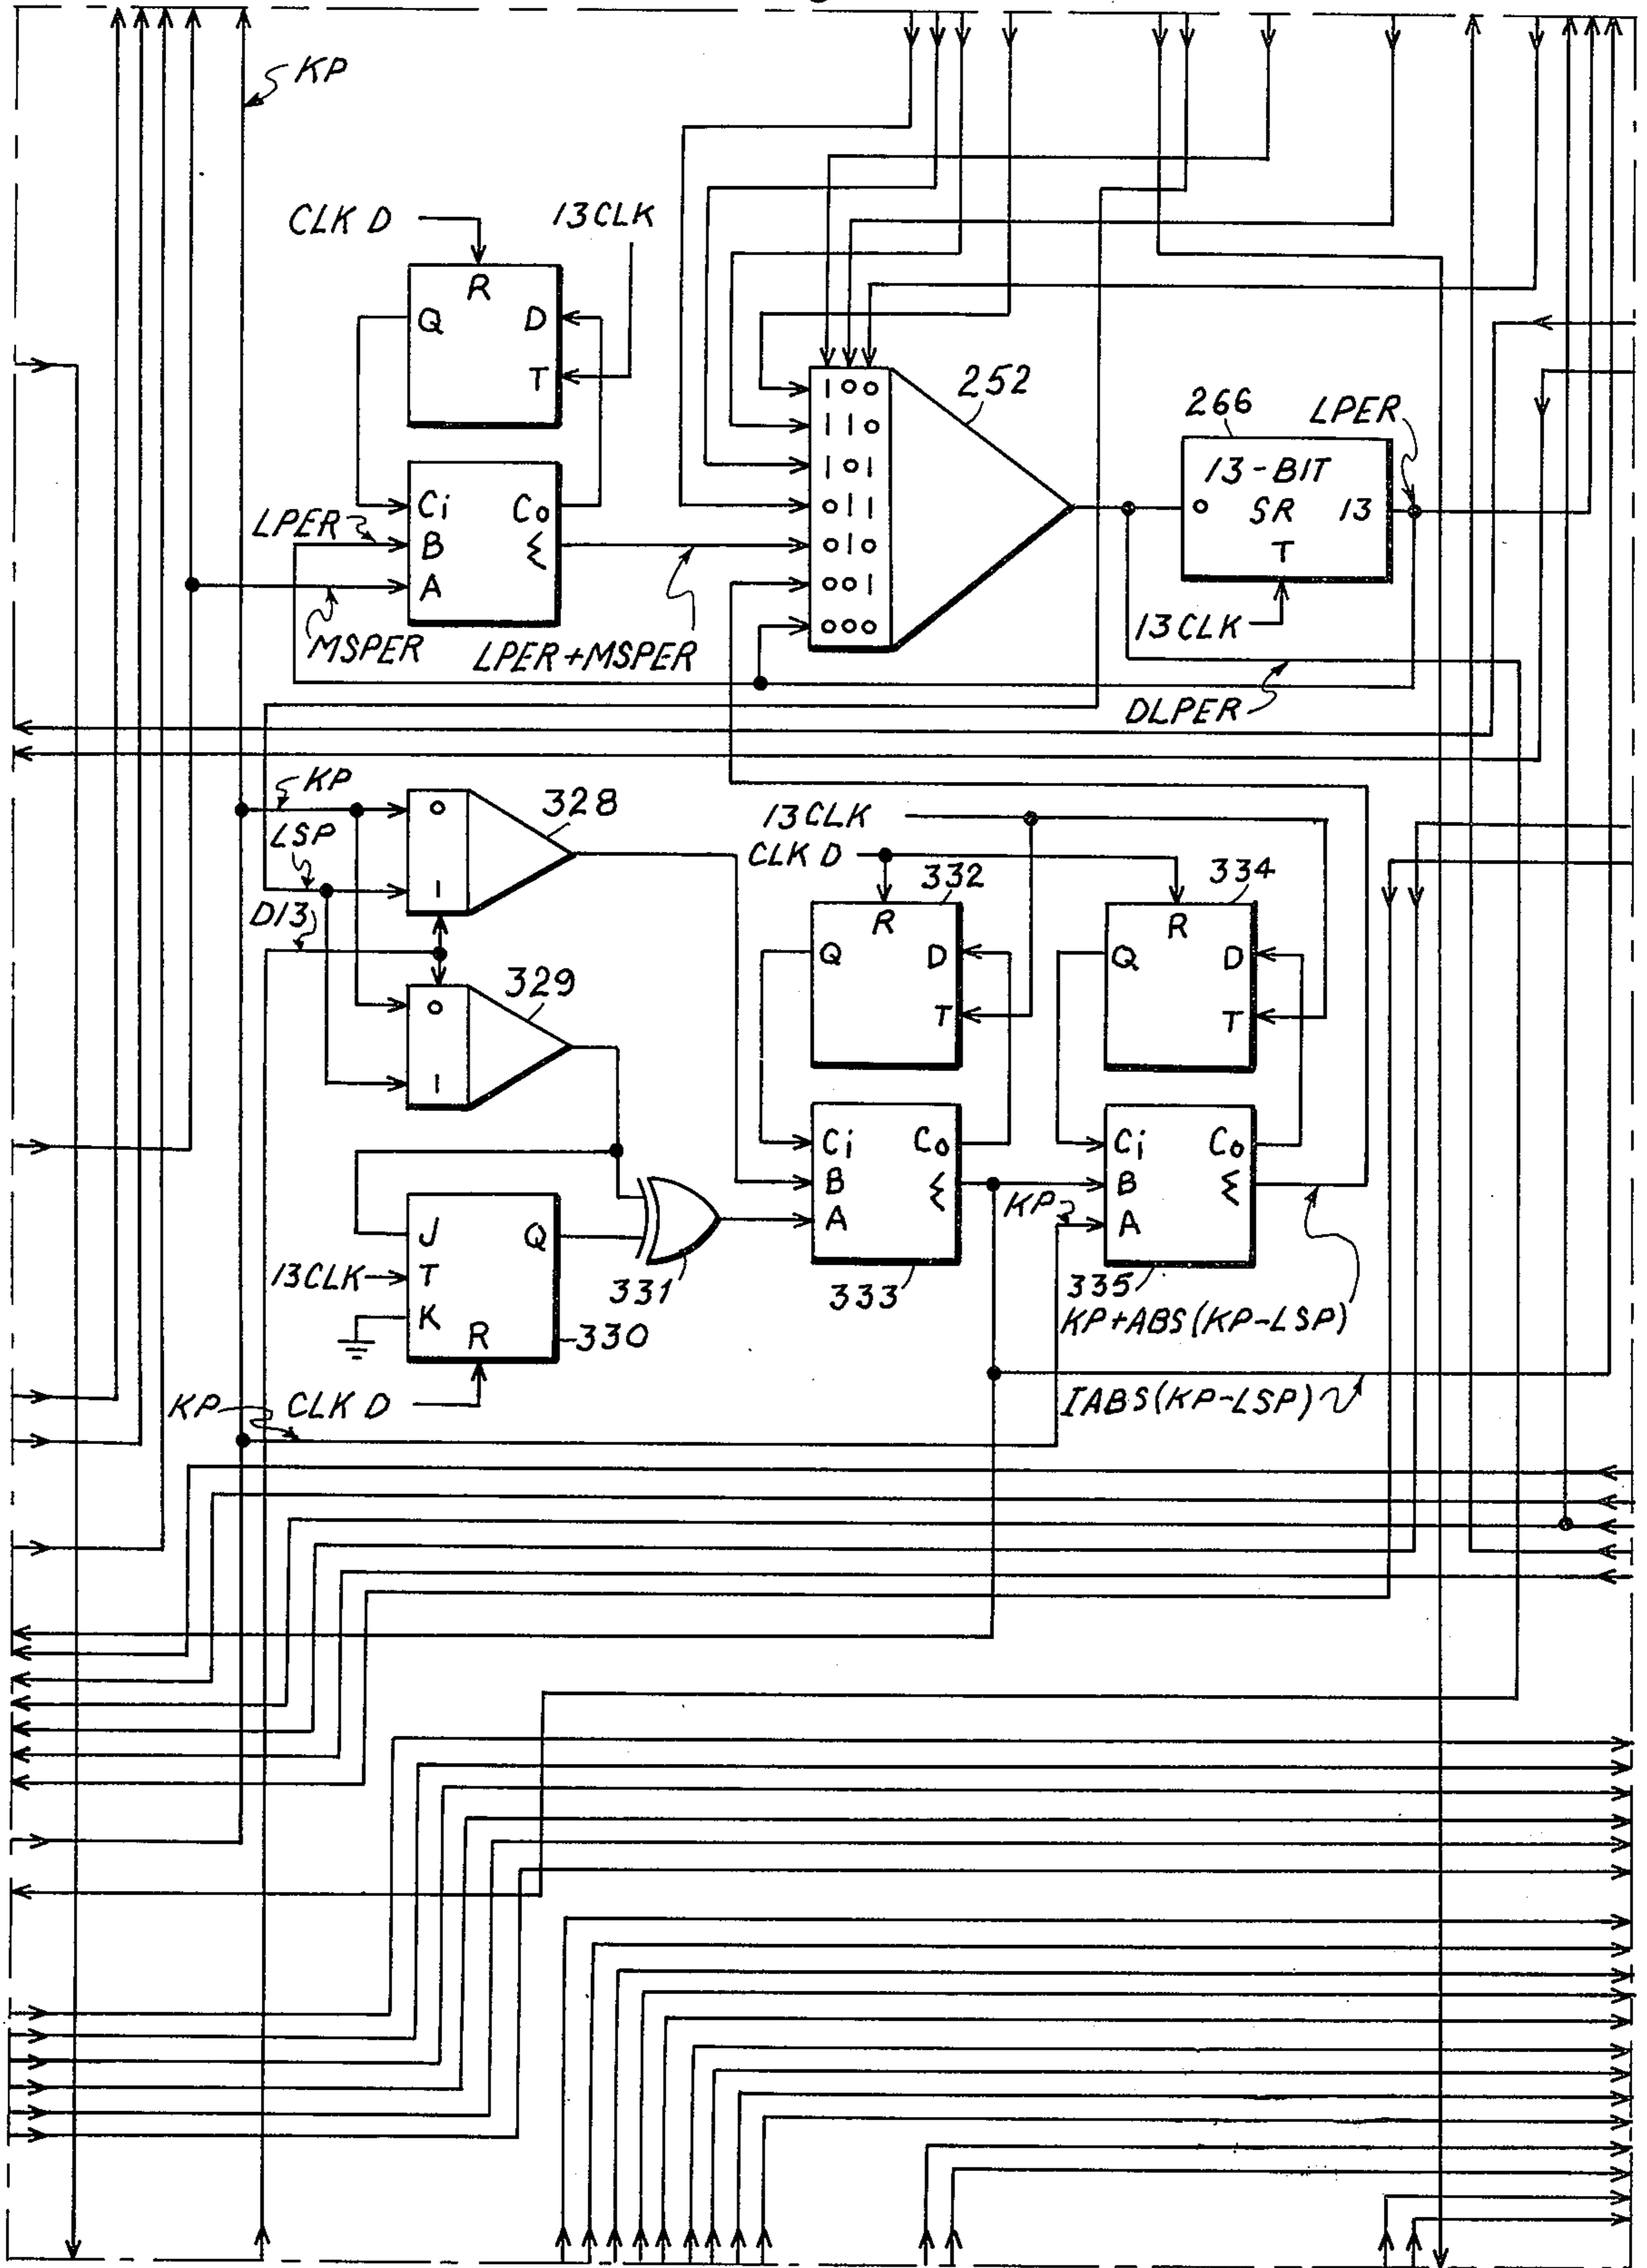 KP
CLK D
13CLK
R
Q D
T
252
100
110
101
011
010
001
000
266
LPER
13-BIT
0 SR 13
T
13CLK
LPER
Ci Co
B Σ
A
MSPER
LPER+MSPER
DLPER
KP
LSP
D13
0
1
328
0
1
329
13CLK
CLK D
332
R
Q D
T
334
R
Q D
T
Ci Co
B Σ
A
333
KP
Ci Co
B Σ
A
335
KP+ABS(KP-LSP)
J Q
13CLK T
K
R
330
331
IABS(KP-LSP)
KP
CLK D